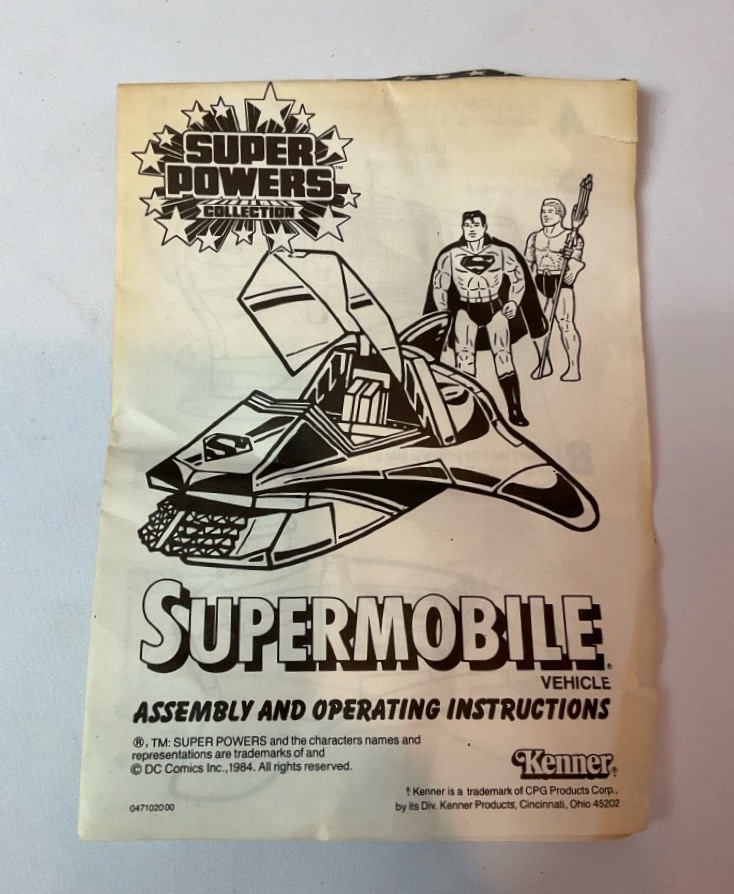 SUPER
POWERS™
COLLECTION
S
SUPERMOBILE®
VEHICLE
ASSEMBLY AND OPERATING INSTRUCTIONS
®, TM: SUPER POWERS and the characters names and
representations are trademarks of and
© DC Comics Inc., 1984. All rights reserved.
Kenner
Kenner is a trademark of CPG Products Corp.,
by its Div. Kenner Products, Cincinnati, Ohio 45202
047102000